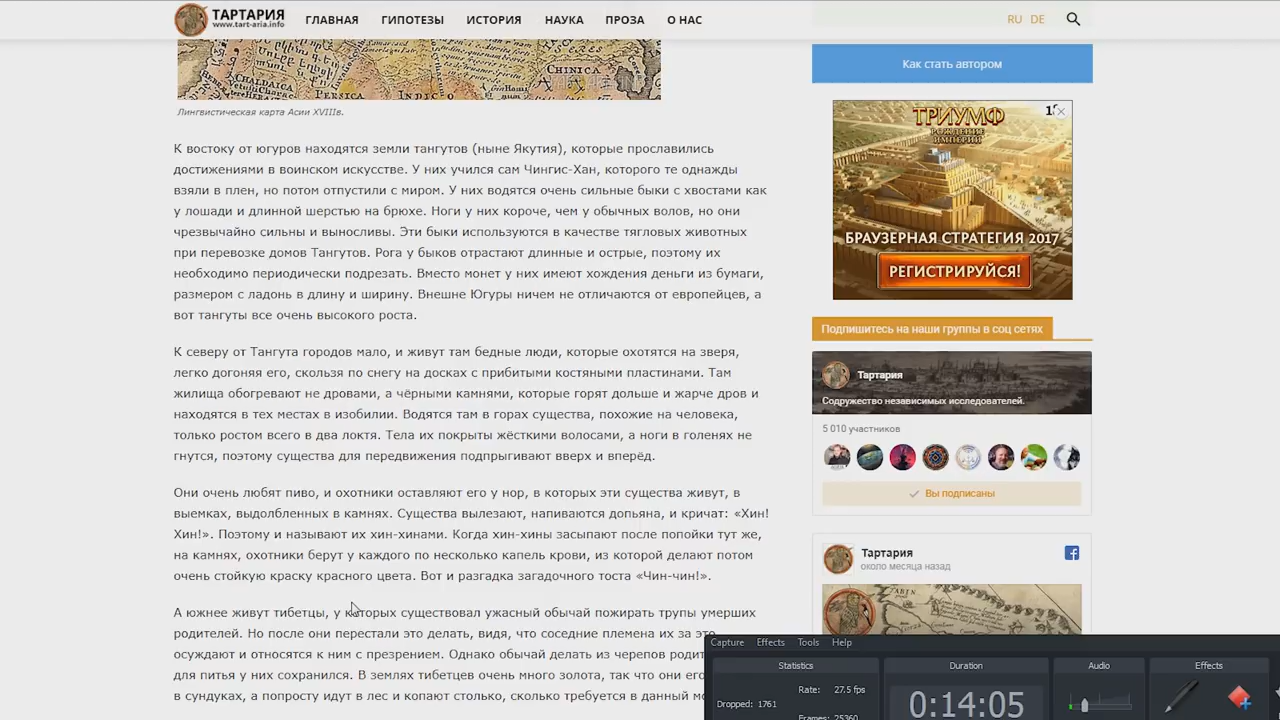 ТАРТАРИЯ
www.tart-aria.info
ГЛАВНАЯ ГИПОТЕЗЫ ИСТОРИЯ НАУКА ПРОЗА О НАС
RU DE
CHALDAICA
PERSICA INDICO
CHINICA
Лингвистическая карта Асии XVIIIв.
К востоку от Югуров находятся земли тангутов (ныне Якутия), которые прославились
достижениями в воинском искусстве. У них учился сам Чингис-Хан, которого те однажды
взяли в плен, но потом отпустили с миром. У них водятся очень сильные быки с хвостами как
у лошади и длинной шерстью на брюхе. Ноги у них короче, чем у обычных волов, но они
чрезвычайно сильны и выносливы. Эти быки используются в качестве тягловых животных
при перевозке домов Тангутов. Рога у быков отрастают длинные и острые, поэтому их
необходимо периодически подрезать. Вместо монет у них имеют хождения деньги из бумаги,
размером с ладонь в длину и ширину. Внешне Югуры ничем не отличаются от европейцев, а
вот тангуты все очень высокого роста.
К северу от Тангута городов мало, и живут там бедные люди, которые охотятся на зверя,
легко догоняя его, скользя по снегу на досках с прибитыми костяными пластинами. Там
жилища обогревают не дровами, а чёрными камнями, которые горят дольше и жарче дров и
находятся в тех местах в изобилии. Водятся там в горах существа, похожие на человека,
только ростом всего в два локтя. Тела их покрыты жёсткими волосами, а ноги в голенях не
гнутся, поэтому существа для передвижения подпрыгивают вверх и вперёд.
Они очень любят пиво, и охотники оставляют его у нор, в которых эти существа живут, в
выемках, выдолбленных в камнях. Существа вылезают, напиваются допьяна, и кричат: «Хин!
Хин!». Поэтому и называют их хин-хинами. Когда хин-хины засыпают после попойки тут же,
на камнях, охотники берут у каждого по несколько капель крови, из которой делают потом
очень стойкую краску красного цвета. Вот и разгадка загадочного тоста «Чин-чин!».
А южнее живут тибетцы, у которых существовал ужасный обычай пожирать трупы умерших
родителей. Но после они перестали это делать, видя, что соседние племена их за это
осуждают и относятся к ним с презрением. Однако обычай делать из черепов
для питья у них сохранился. В землях тибетцев очень много золота, так что они
в сундуках, а попросту идут в лес и копают столько, сколько требуется в данный
Как стать автором
ТРИУМФ
РОЖДЕНИЕ
ИМПЕРИИ
БРАУЗЕРНАЯ СТРАТЕГИЯ 2017
РЕГИСТРИРУЙСЯ!
Подпишитесь на наши группы в соц сетях
Тартария
Содружество независимых исследователей.
5 010 участников
Вы подписаны
Тартария
около месяца назад
Capture Effects Tools Help
Statistics Duration Audio Effects
Rate: 27.5 fps
Dropped: 1761
Frames: 25360
0:14:05